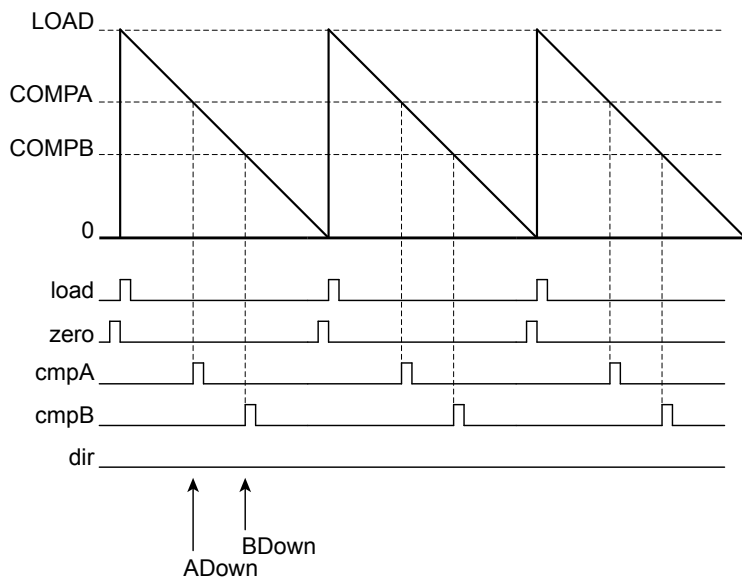 LOAD
COMPA
COMPB
0
load
zero
cmpA
cmpB
dir
BDown
ADown